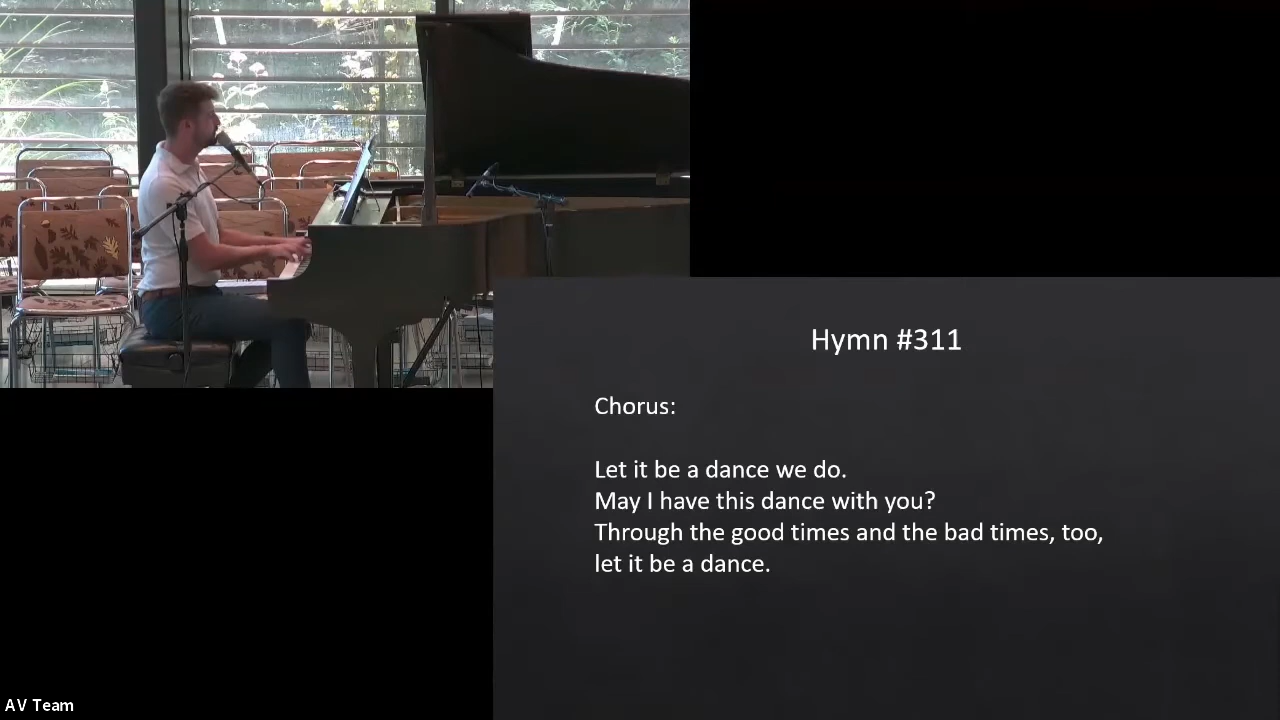 Hymn #311
Chorus:
Let it be a dance we do.
May I have this dance with you?
Through the good times and the bad times, too,
let it be a dance.
AV Team